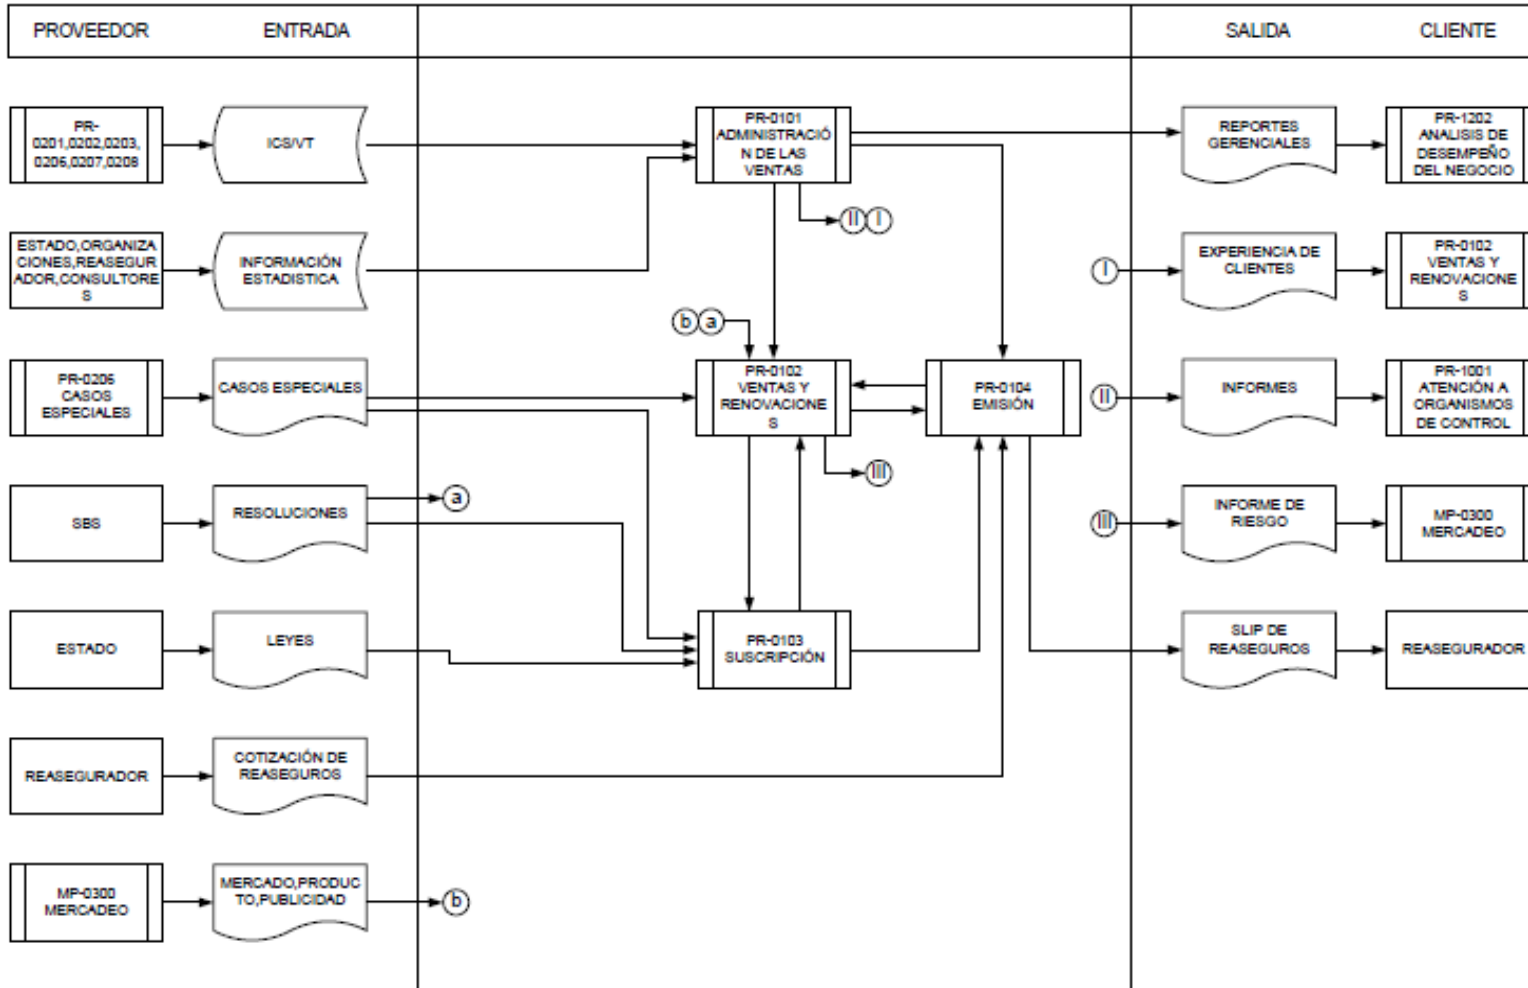 PROVEEDOR
ENTRADA
SALIDA
CLIENTE
PR-
0201,0202,0203,
0206,0207,0208
ICS/VT
PR-0101
ADMINISTRACIÓ
N DE LAS
VENTAS
REPORTES
GERENCIALES
PR-1202
ANALISIS DE
DESEMPEÑO
DEL NEGOCIO
II
I
ESTADO,ORGANIZA
CIONES,REASEGUR
ADOR,CONSULTORE
S
INFORMACIÓN
ESTADISTICA
I
EXPERIENCIA DE
CLIENTES
PR-0102
VENTAS Y
RENOVACIONE
S
b
a
PR-0206
CASOS
ESPECIALES
CASOS ESPECIALES
PR-0102
VENTAS Y
RENOVACIONE
S
PR-0104
EMISIÓN
II
INFORMES
PR-1001
ATENCIÓN A
ORGANISMOS
DE CONTROL
III
SBS
RESOLUCIONES
a
III
INFORME DE
RIESGO
MP-0300
MERCADEO
ESTADO
LEYES
PR-0103
SUSCRIPCIÓN
SLIP DE
REASEGUROS
REASEGURADOR
REASEGURADOR
COTIZACIÓN DE
REASEGUROS
MP-0300
MERCADEO
MERCADO,PRODUC
TO,PUBLICIDAD
b